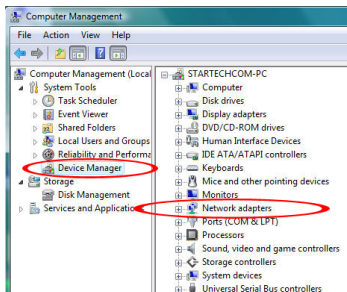 Computer Management
File Action View Help
Computer Management (Local
System Tools
Task Scheduler
Event Viewer
Shared Folders
Local Users and Groups
Reliability and Performa
Device Manager
Storage
Disk Management
Services and Application
STARTECHCOM-PC
Computer
Disk drives
Display adapters
DVD/CD-ROM drives
Human Interface Devices
IDE ATA/ATAPI controllers
Keyboards
Mice and other pointing devices
Monitors
Network adapters
Ports (COM & LPT)
Processors
Sound, video and game controllers
Storage controllers
System devices
Universal Serial Bus controllers